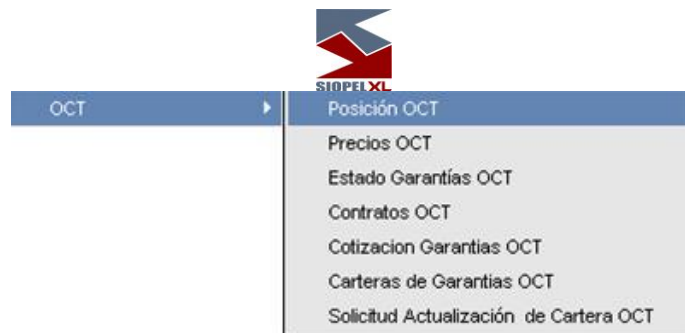 SIOPEL XL
OCT
Posición OCT
Precios OCT
Estado Garantías OCT
Contratos OCT
Cotizacion Garantias OCT
Carteras de Garantias OCT
Solicitud Actualización de Cartera OCT